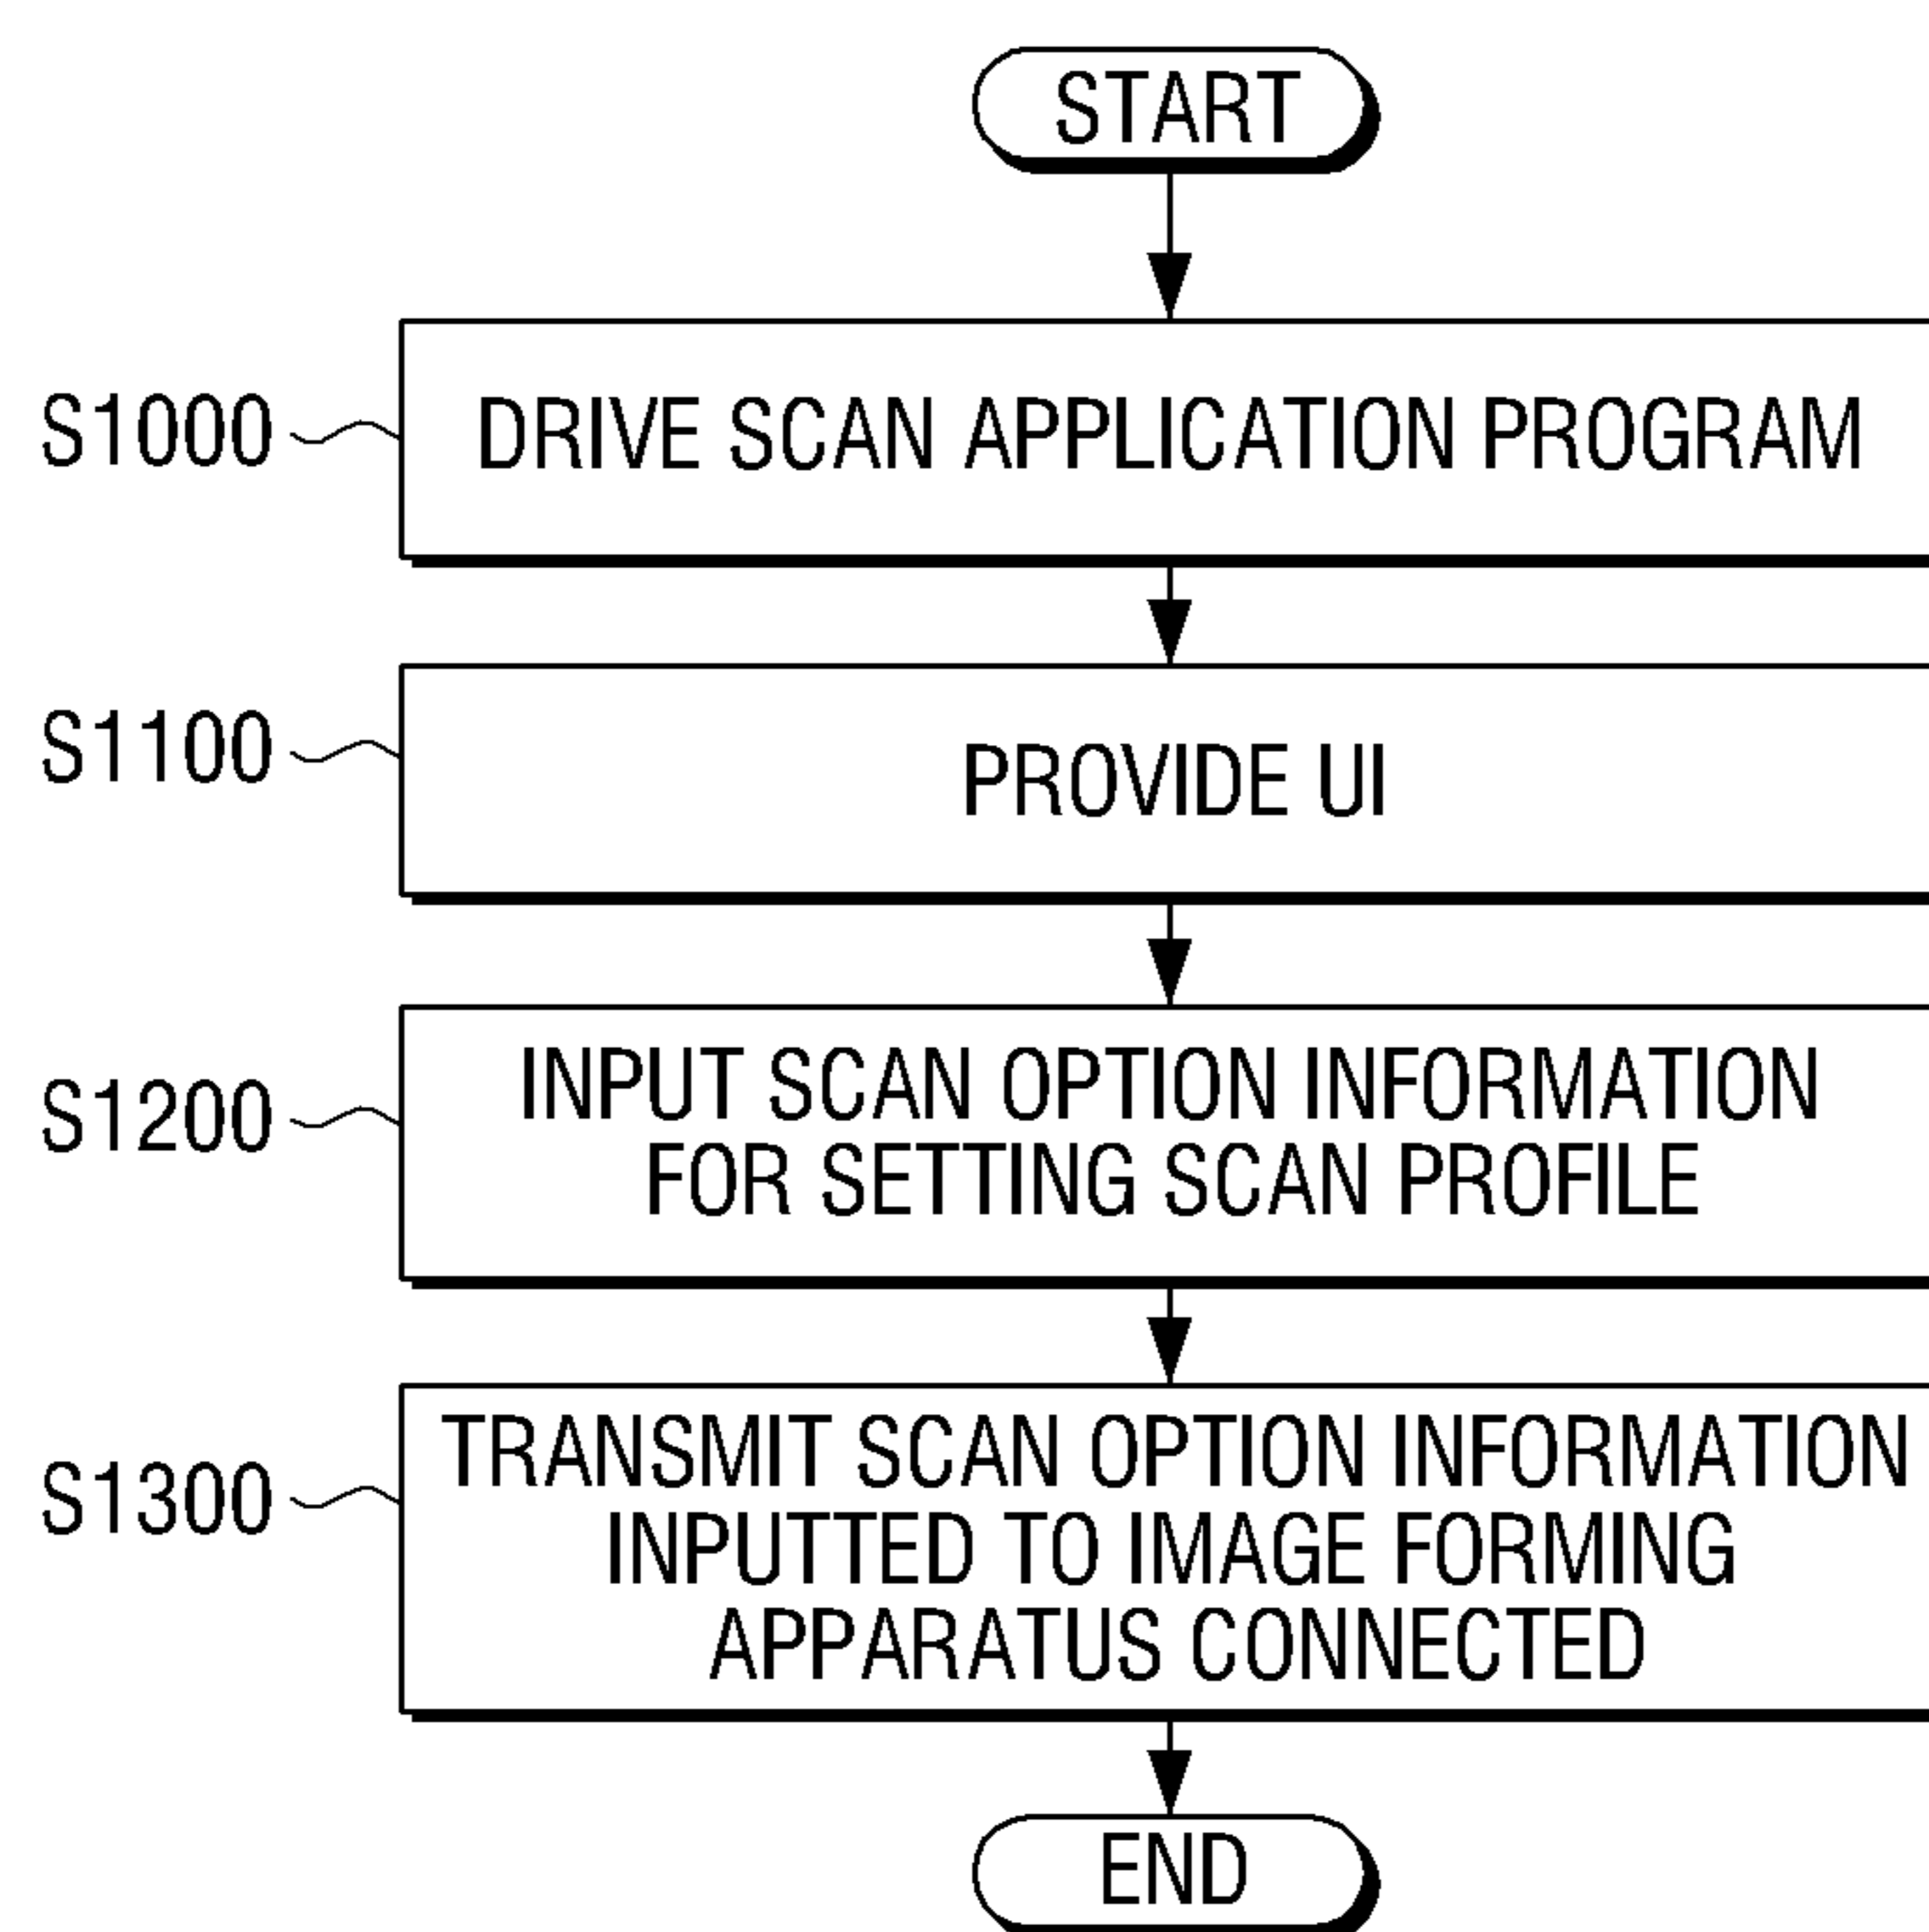 START
S1000
DRIVE SCAN APPLICATION PROGRAM
S1100
PROVIDE UI
S1200
INPUT SCAN OPTION INFORMATION
FOR SETTING SCAN PROFILE
S1300
TRANSMIT SCAN OPTION INFORMATION
INPUTTED TO IMAGE FORMING
APPARATUS CONNECTED
END